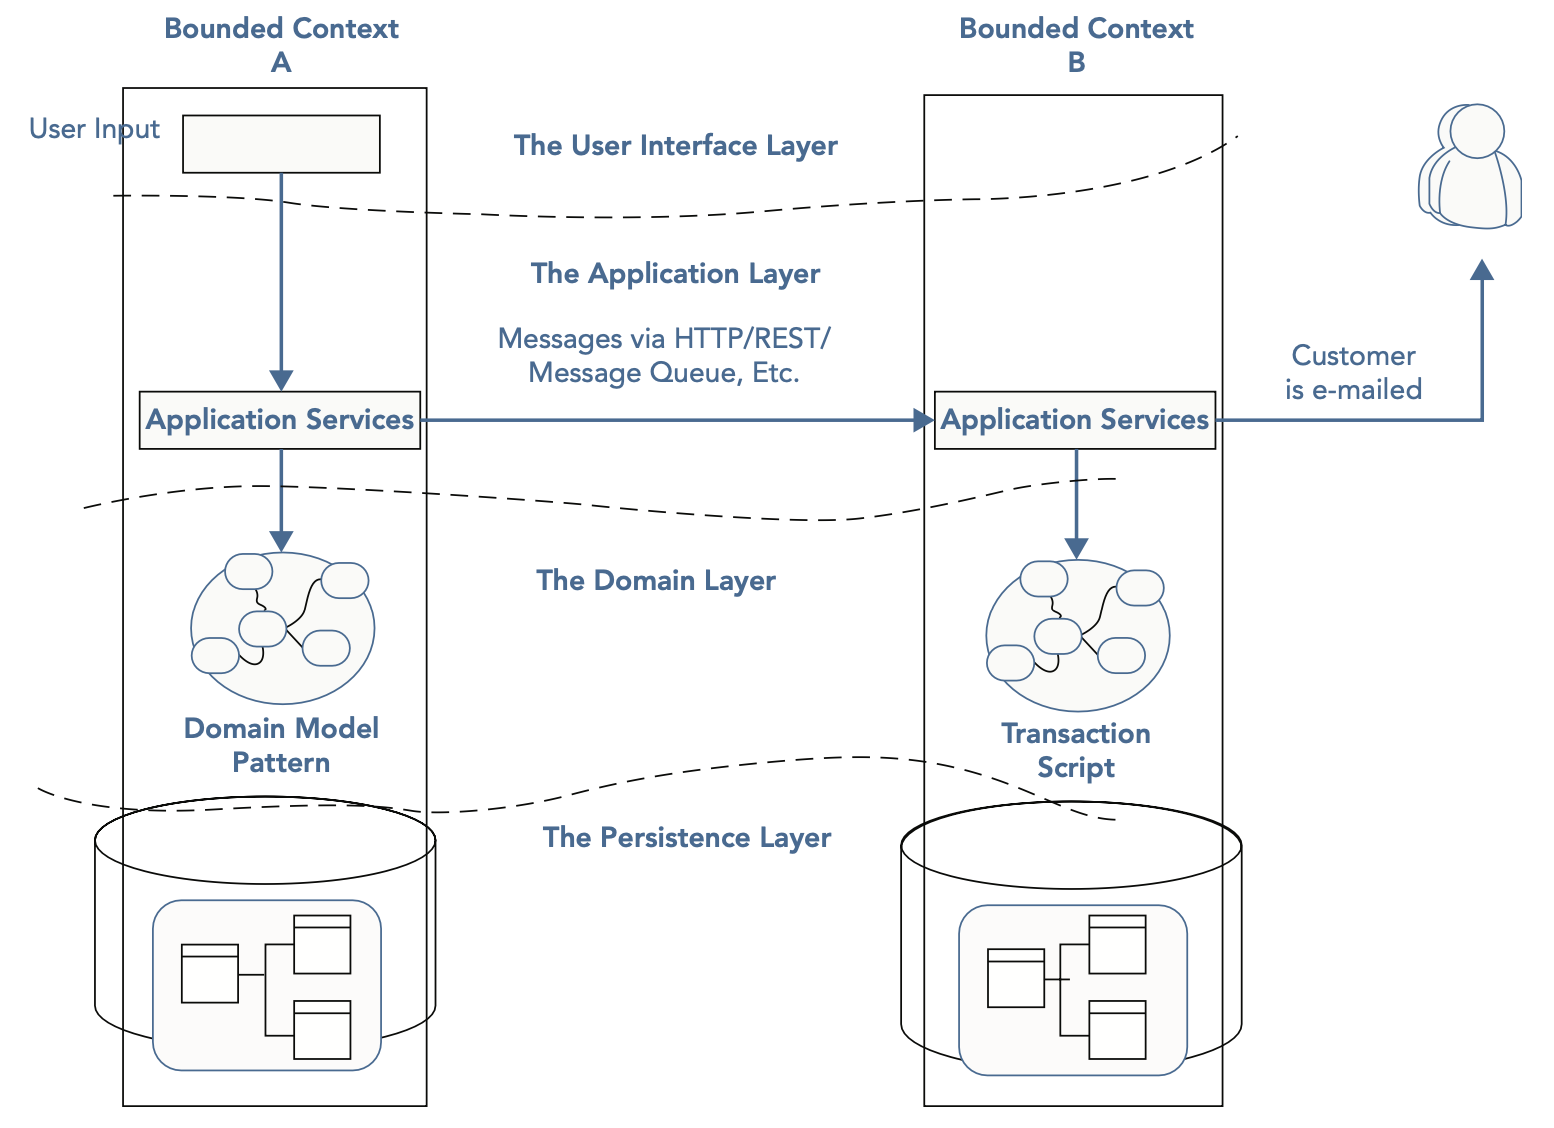 Bounded Context
A
Bounded Context
B
User Input
The User Interface Layer
The Application Layer
Messages via HTTP/REST/
Message Queue, Etc.
Customer
is e-mailed
Application Services
Application Services
The Domain Layer
Domain Model
Pattern
Transaction
Script
The Persistence Layer